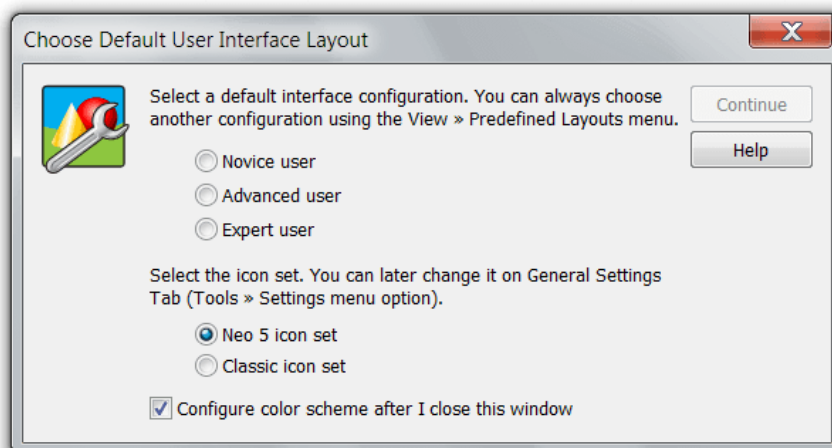 Choose Default User Interface Layout
Select a default interface configuration. You can always choose
another configuration using the View » Predefined Layouts menu.
Continue
Help
Novice user
Advanced user
Expert user
Select the icon set. You can later change it on General Settings
Tab (Tools » Settings menu option).
Neo 5 icon set
Classic icon set
Configure color scheme after I close this window